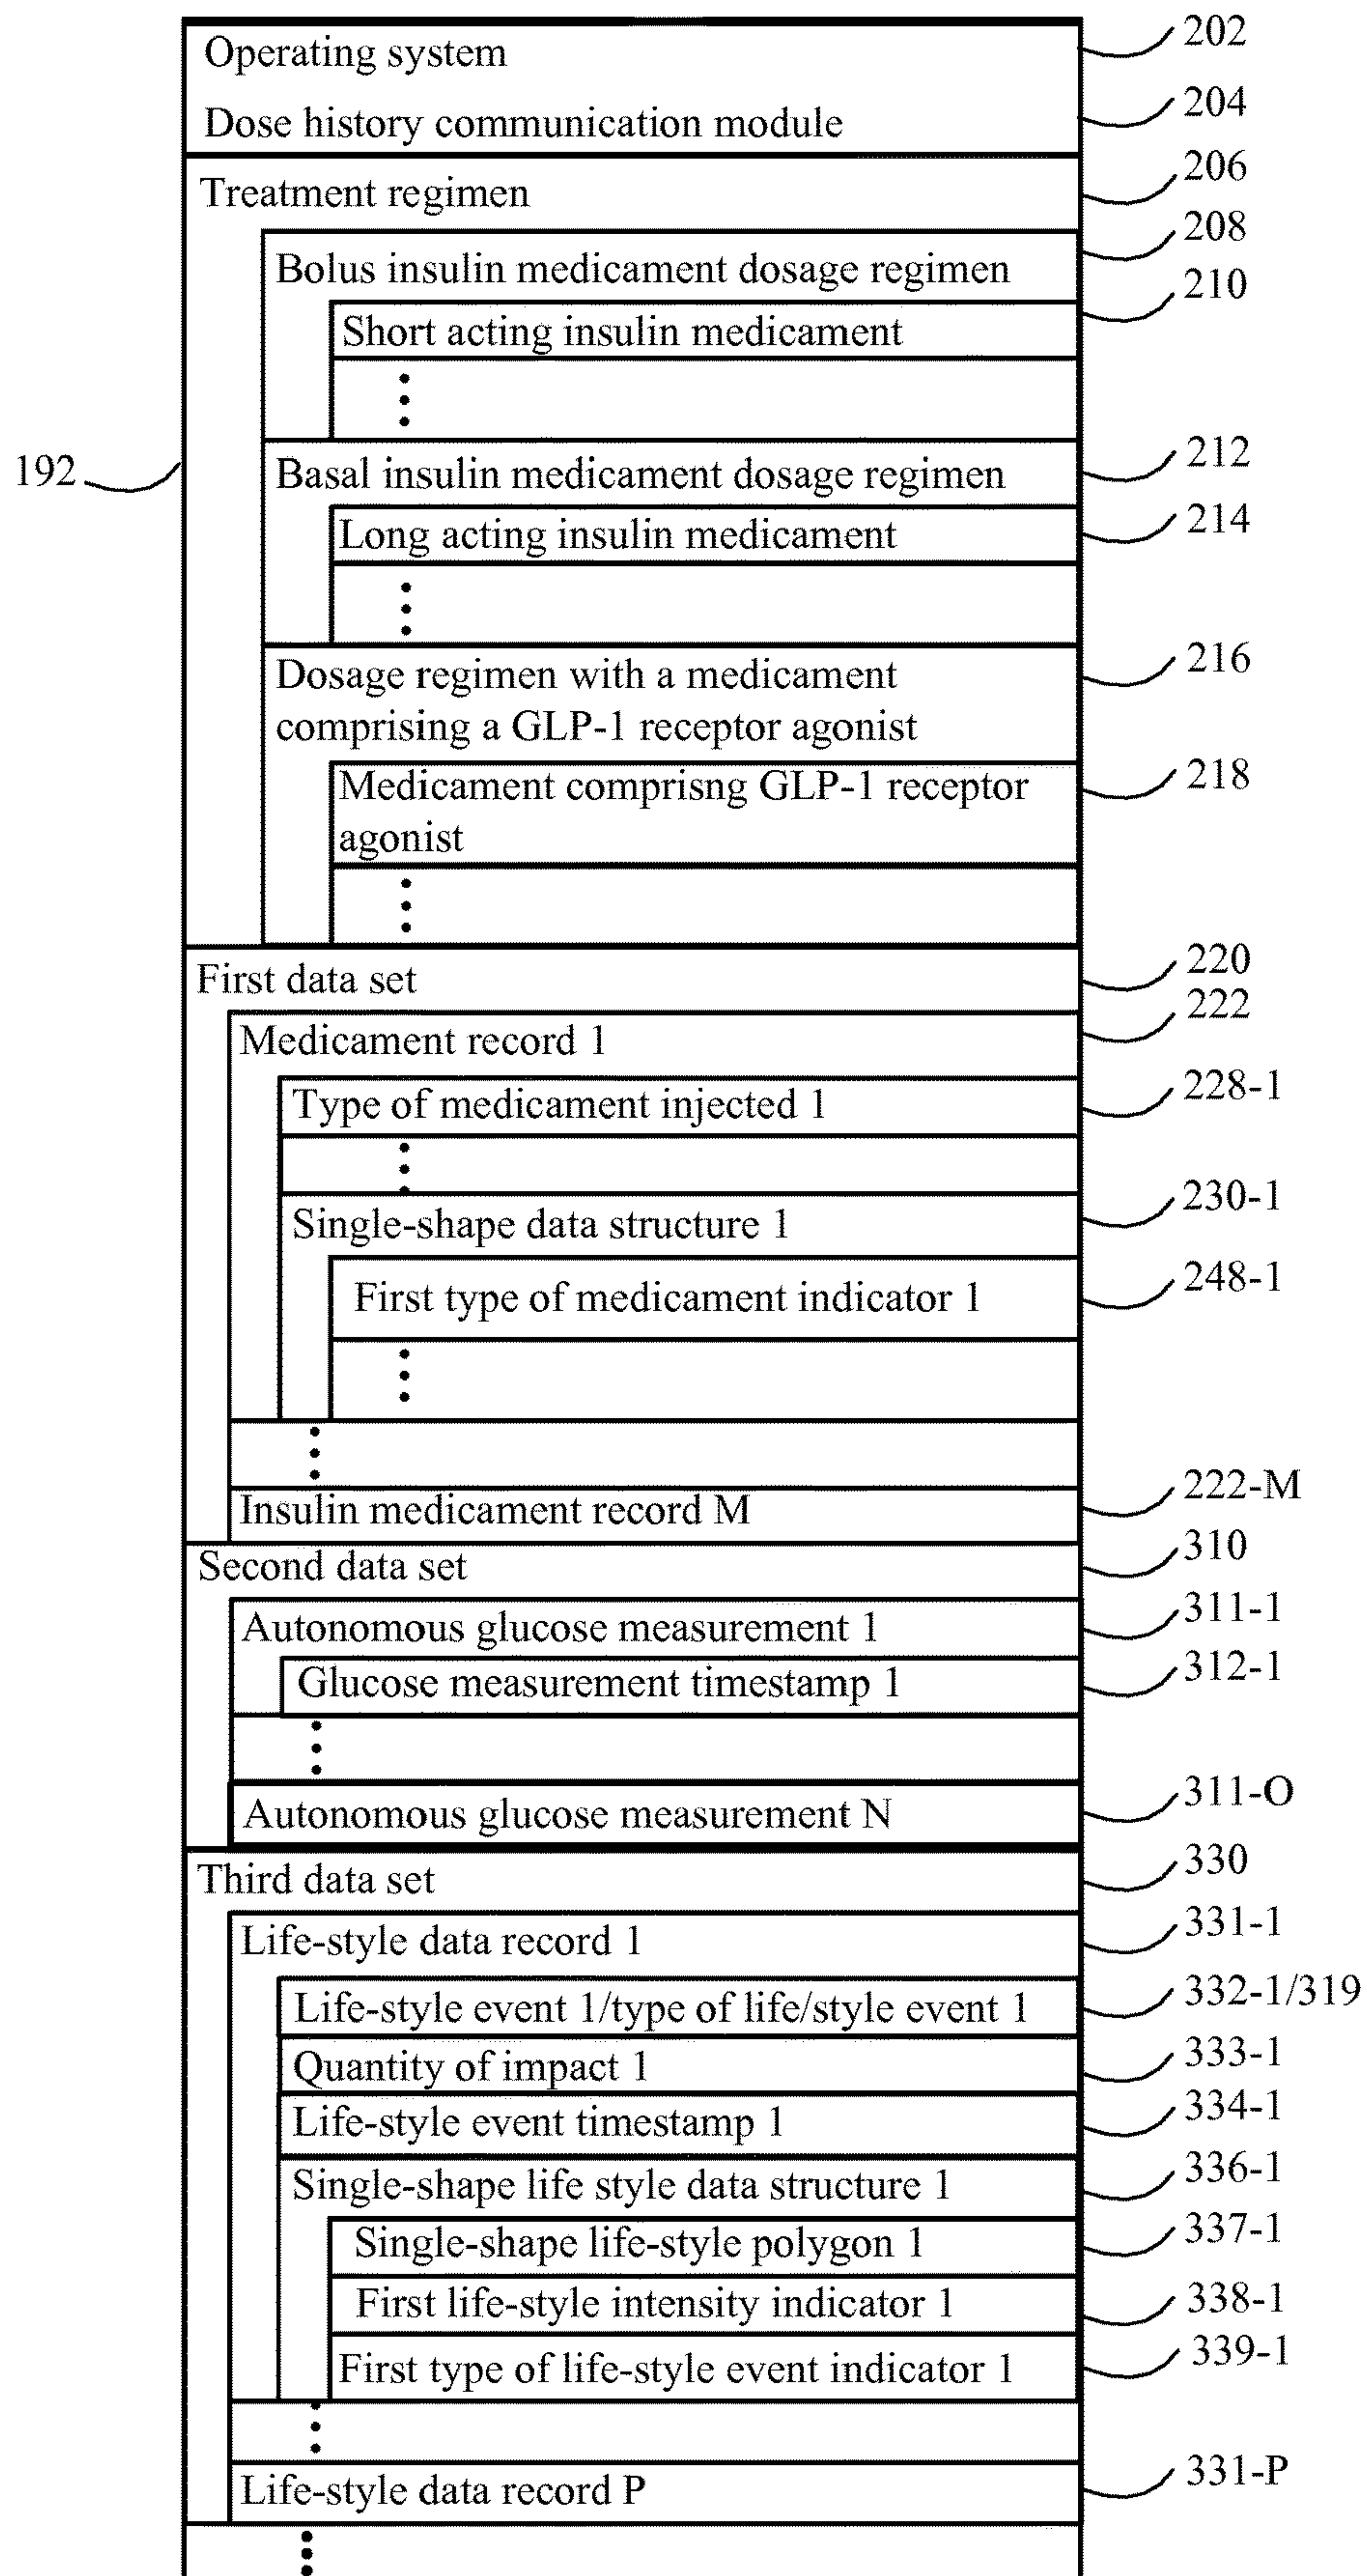 Operating system 202
Dose history communication module 204
Treatment regimen 206
Bolus insulin medicament dosage regimen 208
Short acting insulin medicament 210
192
Basal insulin medicament dosage regimen 212
Long acting insulin medicament 214
Dosage regimen with a medicament 216
comprising a GLP-1 receptor agonist
Medicament comprisng GLP-1 receptor 218
agonist
First data set 220
Medicament record 1 222
Type of medicament injected 1 228-1
Single-shape data structure 1 230-1
First type of medicament indicator 1 248-1
Insulin medicament record M 222-M
Second data set 310
Autonomous glucose measurement 1 311-1
Glucose measurement timestamp 1 312-1
Autonomous glucose measurement N 311-O
Third data set 330
Life-style data record 1 331-1
Life-style event 1/type of life/style event 1 332-1/319
Quantity of impact 1 333-1
Life-style event timestamp 1 334-1
Single-shape life style data structure 1 336-1
Single-shape life-style polygon 1 337-1
First life-style intensity indicator 1 338-1
First type of life-style event indicator 1 339-1
Life-style data record P 331-P